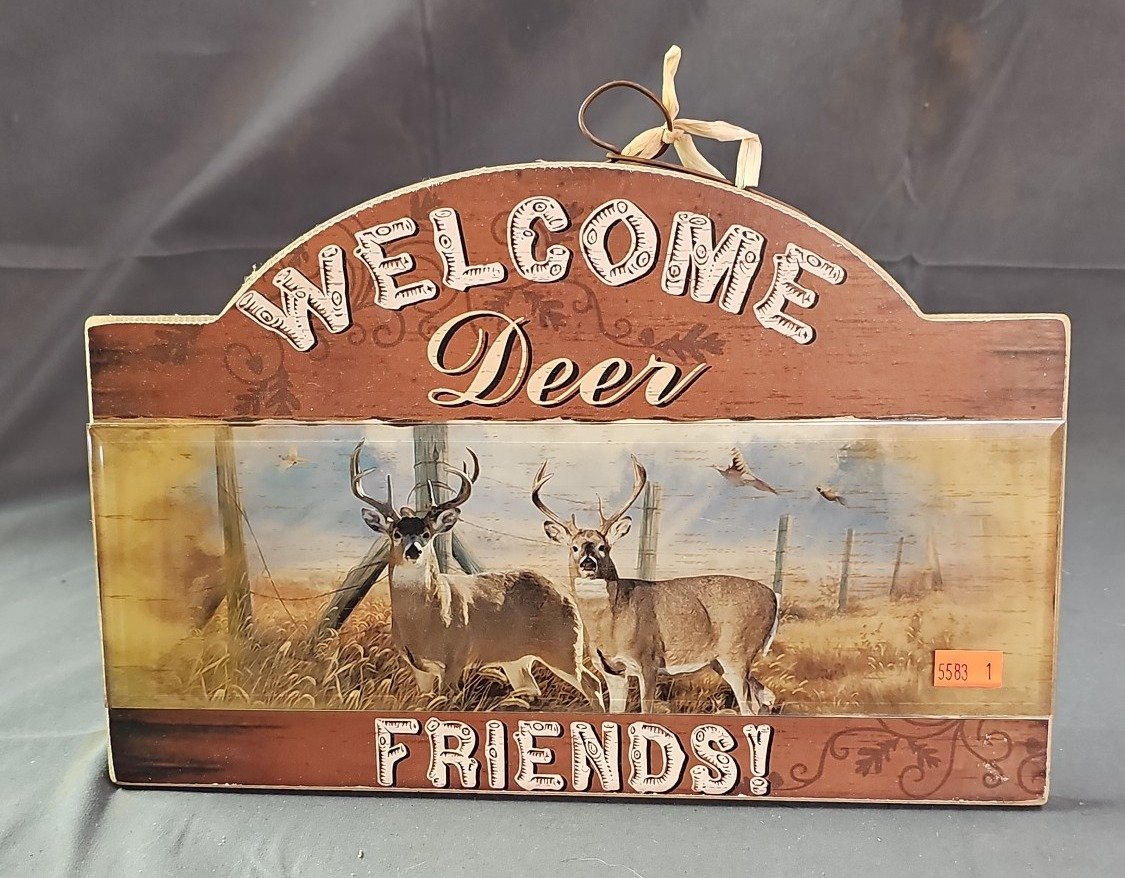 WELCOME
Deer
5583 1
FRIENDS!